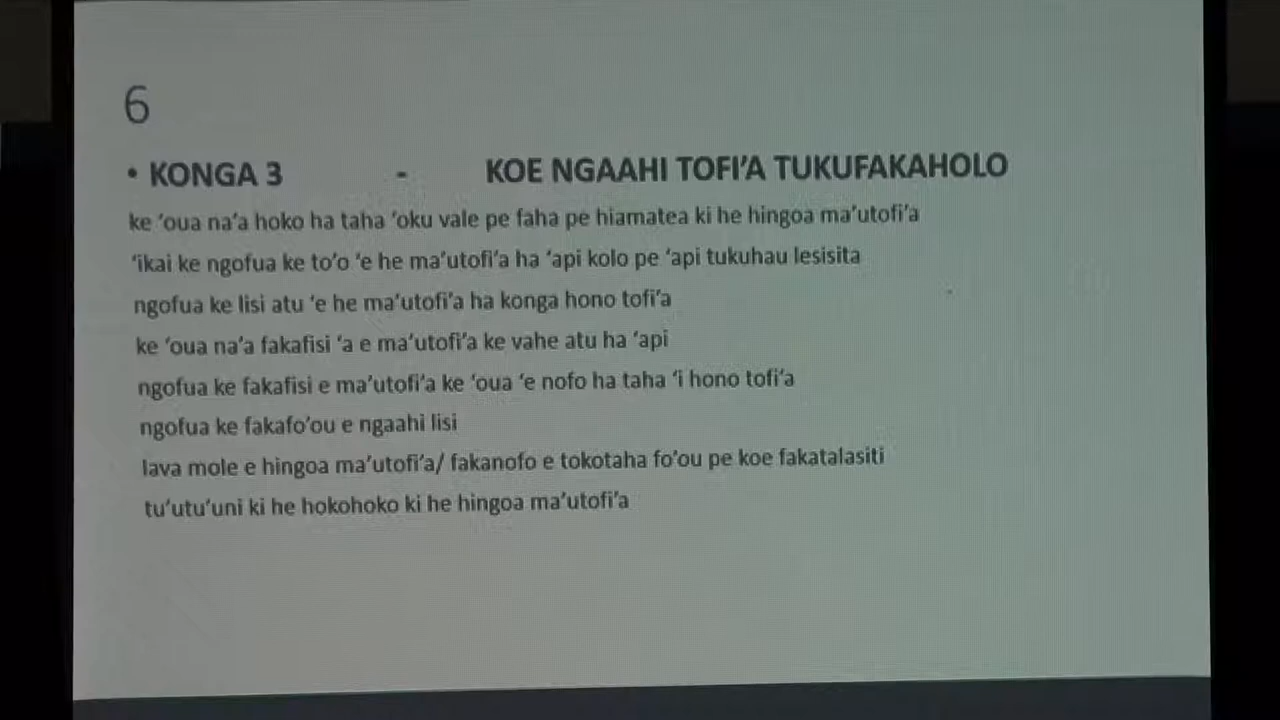 6
• KONGA 3 - KOE NGAAHI TOFI’A TUKUFAKAHOLO
ke ‘oua na’a hoko ha taha ‘oku vale pe faha pe hiamatea ki he hingoa ma’utofi’a
‘ikai ke ngofua ke to’o ‘e he ma’utofi’a ha ‘api kolo pe ‘api tukuhau lesisita
ngofua ke lisi atu ‘e he ma’utofi’a ha konga hono tofi’a
ke ‘oua na’a fakafisi ‘a e ma’utofi’a ke vahe atu ha ‘api
ngofua ke fakafisi e ma’utofi’a ke ‘oua ‘e nofo ha taha ‘i hono tofi’a
ngofua ke fakafo’ou e ngaahi lisi
lava mole e hingoa ma’utofi’a/ fakanofo e tokotaha fo’ou pe koe fakatalasiti
tu’utu’uni ki he hokohoko ki he hingoa ma’utofi’a